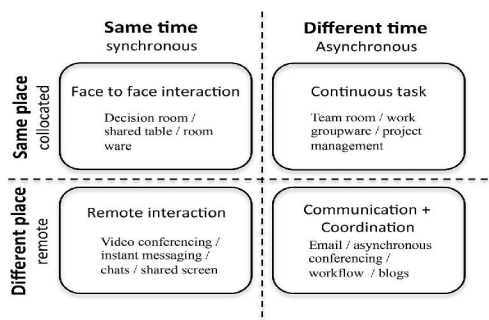 Same time
synchronous
Different time
Asynchronous
Same place
collocated
Face to face interaction
Decision room /
shared table / room
ware
Continuous task
Team room / work
groupware / project
management
Different place
remote
Remote interaction
Video conferencing /
instant messaging /
chats / shared screen
Communication +
Coordination
Email / asynchronous
conferencing /
workflow / blogs